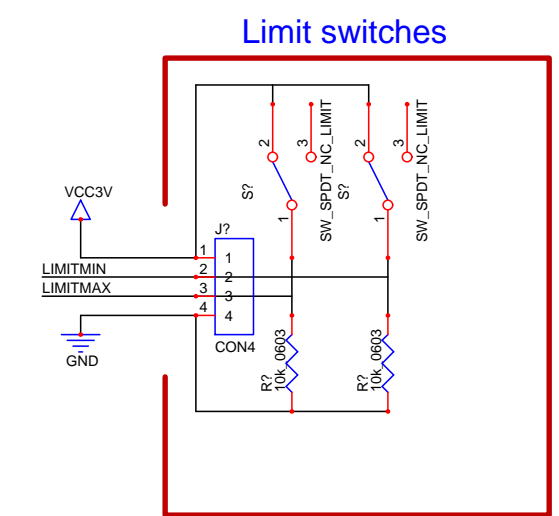 Limit switches
2
3
S?
1
SW_SPDT_NC_LIMIT
2
3
S?
1
SW_SPDT_NC_LIMIT
VCC3V
J?
1
1
LIMITMIN
2
2
LIMITMAX
3
3
4
4
GND
CON4
R?
10k_0603
R?
10k_0603